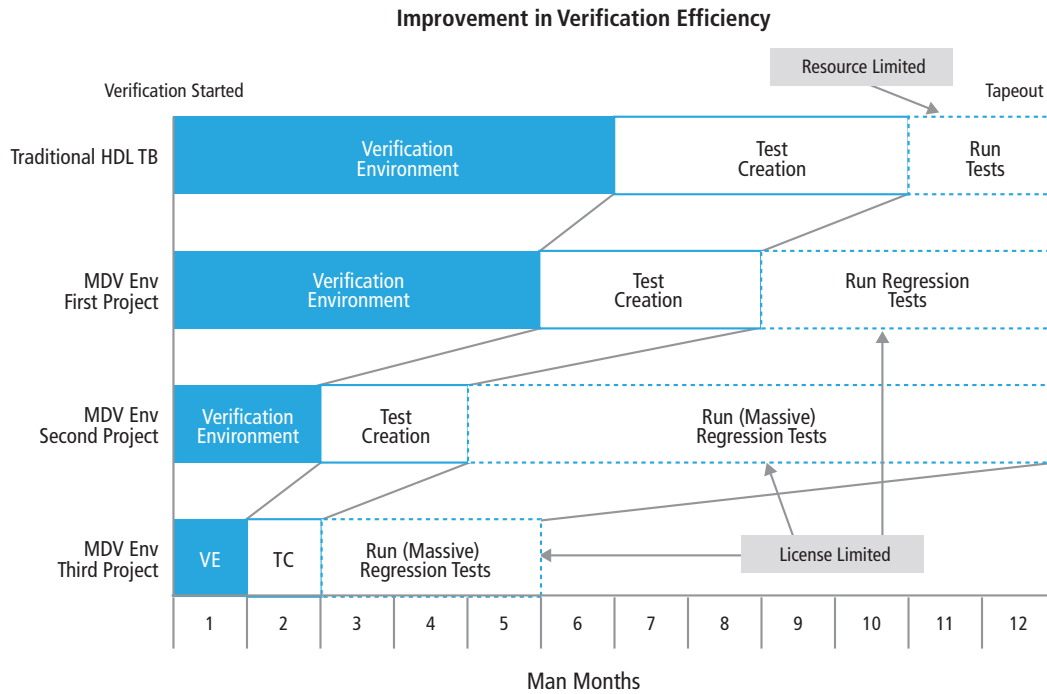 Improvement in Verification Efficiency
Resource Limited
Verification Started
Tapeout
Traditional HDL TB
Verification
Environment
Test
Creation
Run
Tests
MDV Env
First Project
Verification
Environment
Test
Creation
Run Regression
Tests
MDV Env
Second Project
Verification
Environment
Test
Creation
Run (Massive)
Regression Tests
MDV Env
Third Project
VE
TC
Run (Massive)
Regression Tests
License Limited
1 2 3 4 5 6 7 8 9 10 11 12
Man Months